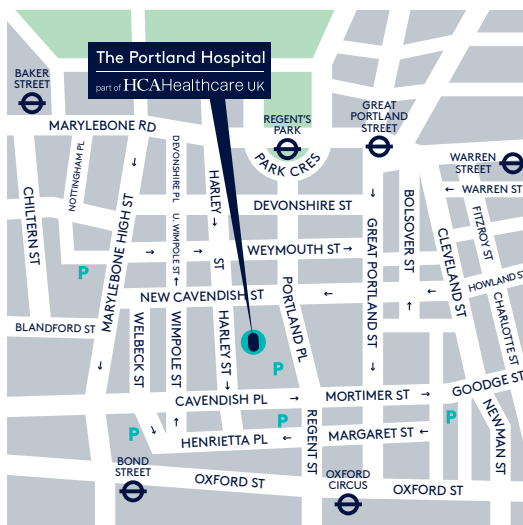 The Portland Hospital
part of HCAHealthcare UK
BAKER
STREET
MARYLEBONE RD
REGENT'S
PARK
PARK CRES
GREAT
PORTLAND
STREET
WARREN
STREET
← WARREN ST
NOTTINGHAM PL
DEVONSHIRE PL
HARLEY →
ST
DEVONSHIRE ST
CHILTERN ST
MARYLEBONE HIGH ST
U. WIMPOLE ST ←
WEYMOUTH ST →
GREAT PORTLAND ST
BOLSOVER ST
CLEVELAND ST
FITZROY ST
HOWLAND ST
CHARLOTTE ST
P
NEW CAVENDISH ST
PORTLAND PL
BLANDFORD ST
WELBECK ST
WIMPOLE ST
HARLEY ST
P
CAVENDISH PL →
MORTIMER ST →
GOODGE ST
NEWMAN ST
P
P
P
HENRIETTA PL ←
REGENT ST
MARGARET ST ←
BOND
STREET
OXFORD ST
OXFORD
CIRCUS
OXFORD ST